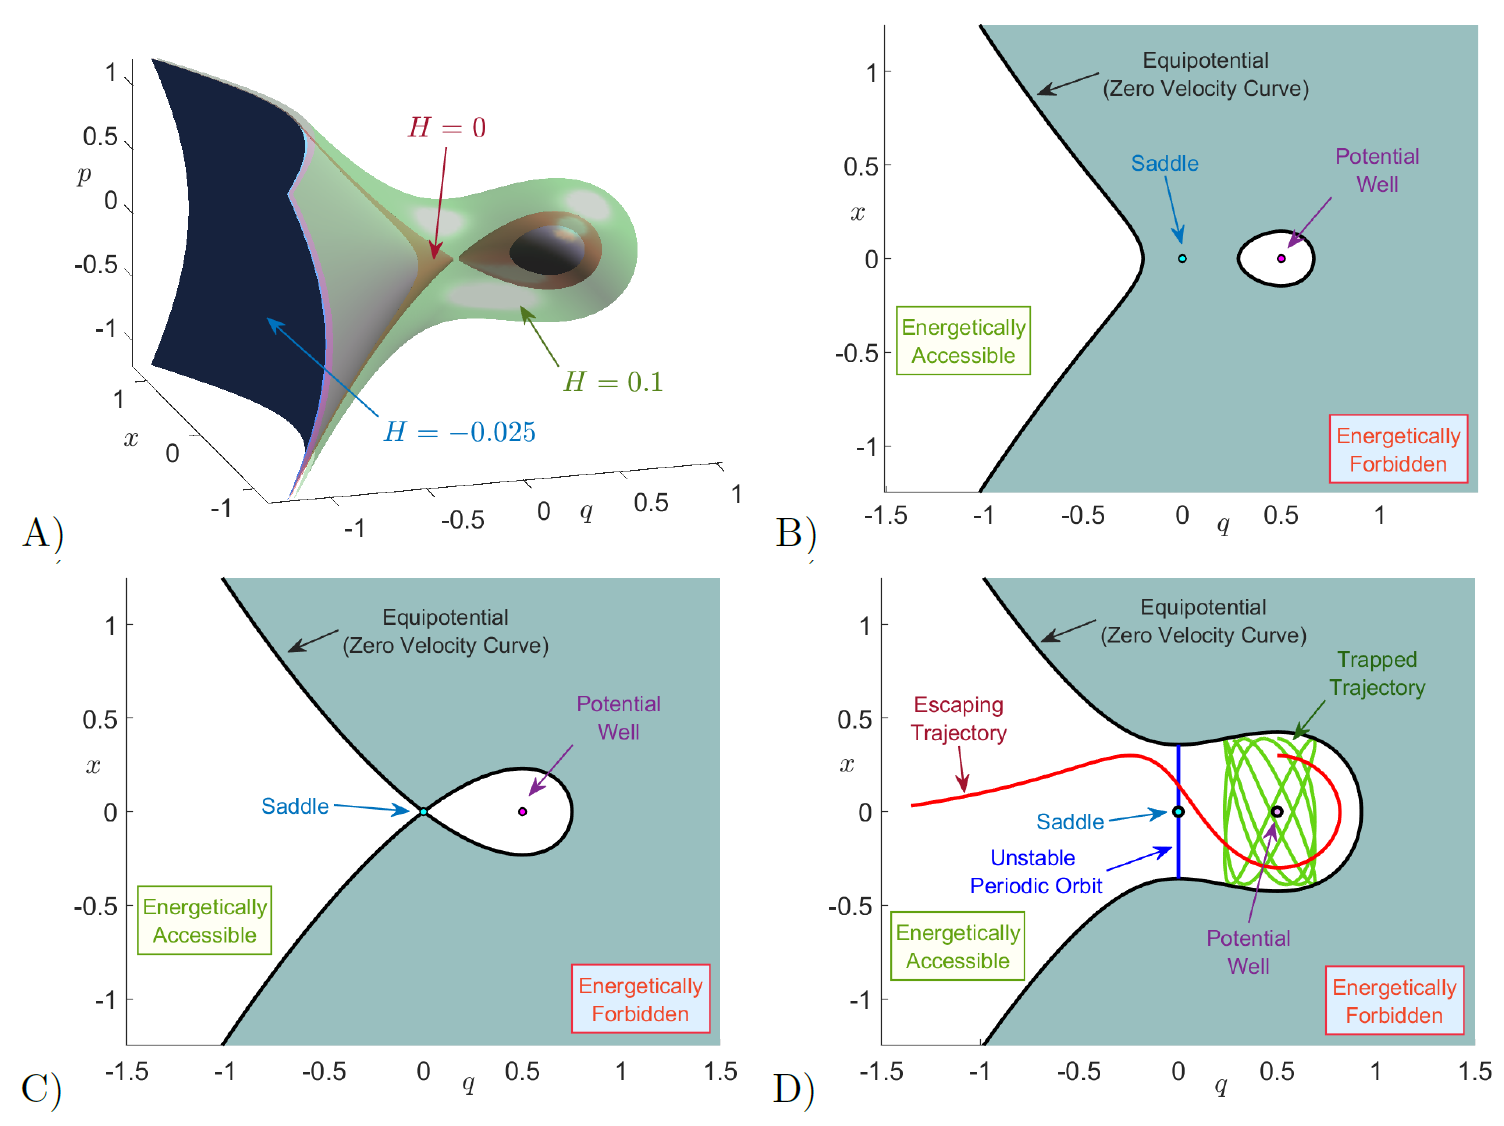 1
0.5
p
0
-0.5
-1
1
x
0
-1
-1
-0.5
0
q
0.5
1
H = 0
H = 0.1
H = −0.025
A)
1
0.5
x
0
-0.5
-1
-1.5
-1
-0.5
0
q
0.5
1
Equipotential
(Zero Velocity Curve)
Saddle
Potential
Well
Energetically
Accessible
Energetically
Forbidden
B)
1
0.5
x
0
-0.5
-1
-1.5
-1
-0.5
0
q
0.5
1
1.5
Equipotential
(Zero Velocity Curve)
Potential
Well
Saddle
Energetically
Accessible
Energetically
Forbidden
C)
1
0.5
x
0
-0.5
-1
-1.5
-1
-0.5
0
q
0.5
1
1.5
Equipotential
(Zero Velocity Curve)
Trapped
Trajectory
Escaping
Trajectory
Saddle
Unstable
Periodic Orbit
Potential
Well
Energetically
Accessible
Energetically
Forbidden
D)